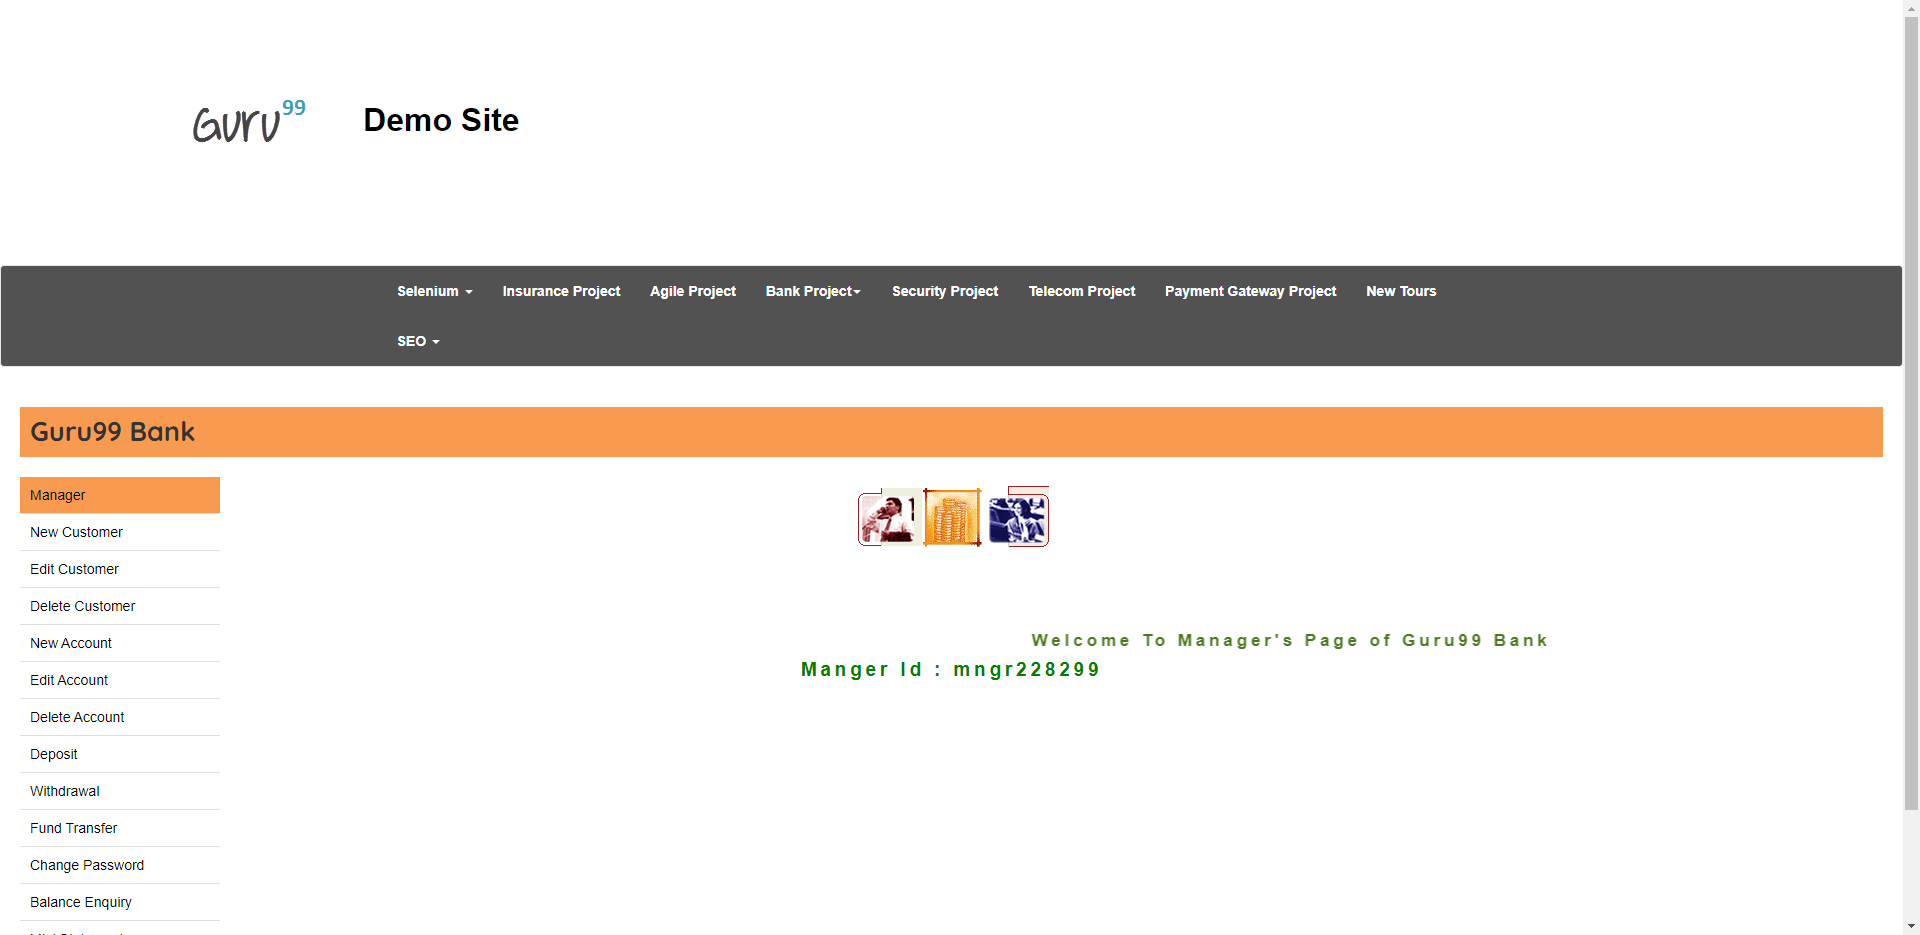 Guru99 Demo Site
Selenium Insurance Project Agile Project Bank Project Security Project Telecom Project Payment Gateway Project New Tours
SEO
Guru99 Bank
Manager
New Customer
Edit Customer
Delete Customer
New Account
Edit Account
Delete Account
Deposit
Withdrawal
Fund Transfer
Change Password
Balance Enquiry
Welcome To Manager's Page of Guru99 Bank
Manger Id : mngr228299